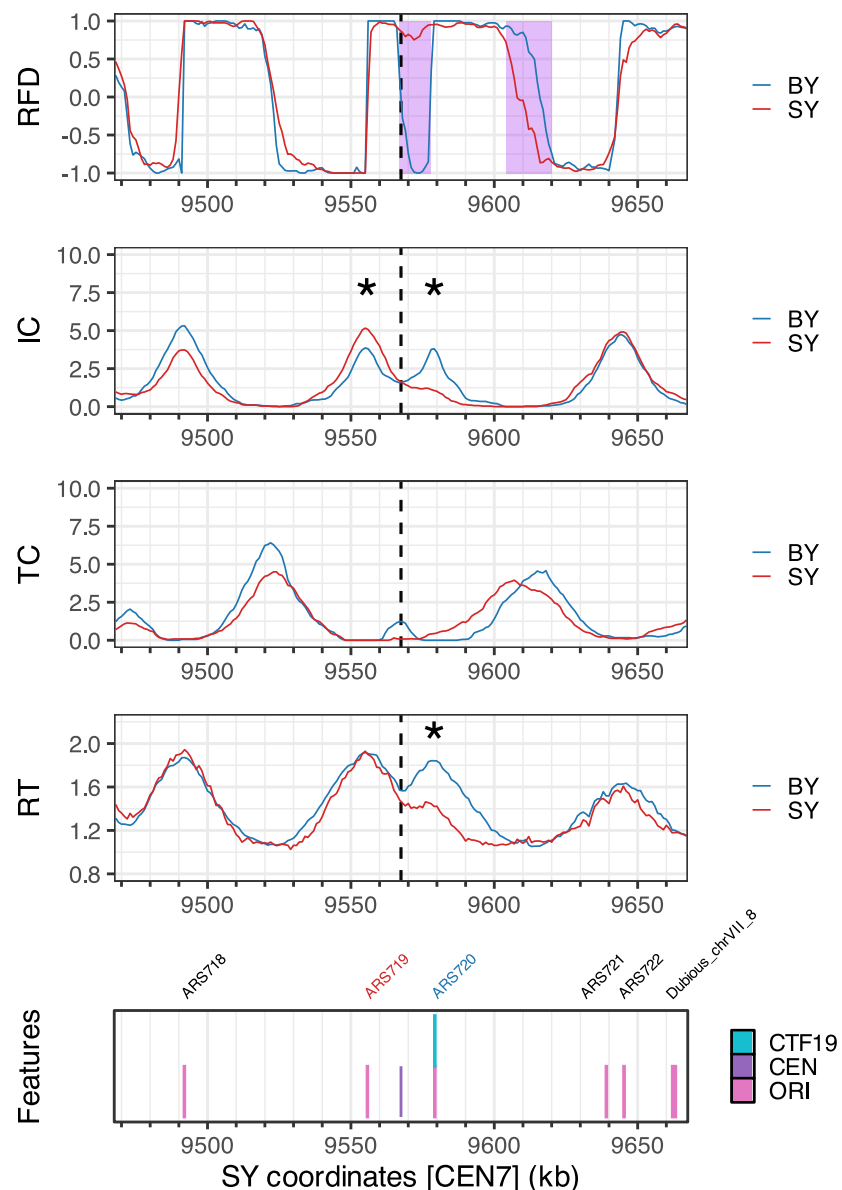 RFD
1.0
0.5
0.0
-0.5
-1.0
9500 9550 9600 9650
BY
SY
IC
10.0
7.5
5.0
2.5
0.0
* *
9500 9550 9600 9650
BY
SY
TC
10.0
7.5
5.0
2.5
0.0
9500 9550 9600 9650
BY
SY
RT
2.0
1.6
1.2
0.8
*
9500 9550 9600 9650
BY
SY
ARS718 ARS719 ARS720 ARS721 ARS722 Dubious_chrVII_8
Features
CTF19
CEN
ORI
9500 9550 9600 9650
SY coordinates [CEN7] (kb)